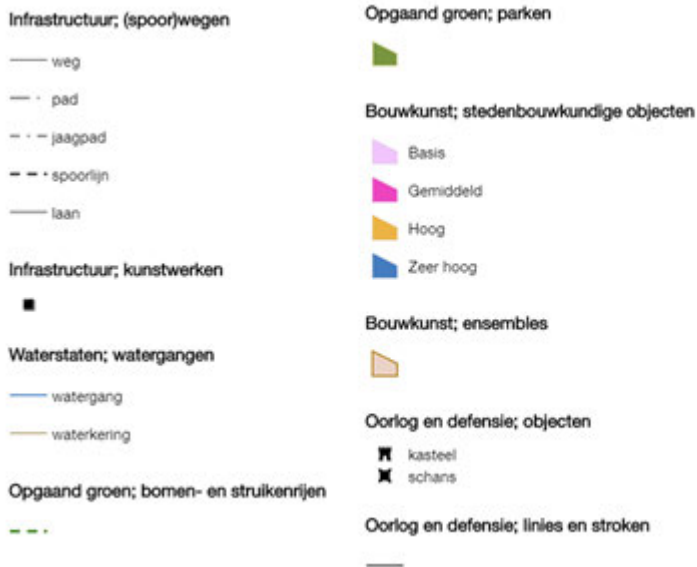 Infrastructuur; (spoor)wegen
weg
pad
jaagpad
spoorlijn
laan
Infrastructuur; kunstwerken
Waterstaten; watergangen
watergang
waterkering
Opgaand groen; bomen- en struikenrijen
Opgaand groen; parken
Bouwkunst; stedenbouwkundige objecten
Basis
Gemiddeld
Hoog
Zeer hoog
Bouwkunst; ensembles
Oorlog en defensie; objecten
kasteel
schans
Oorlog en defensie; linies en stroken